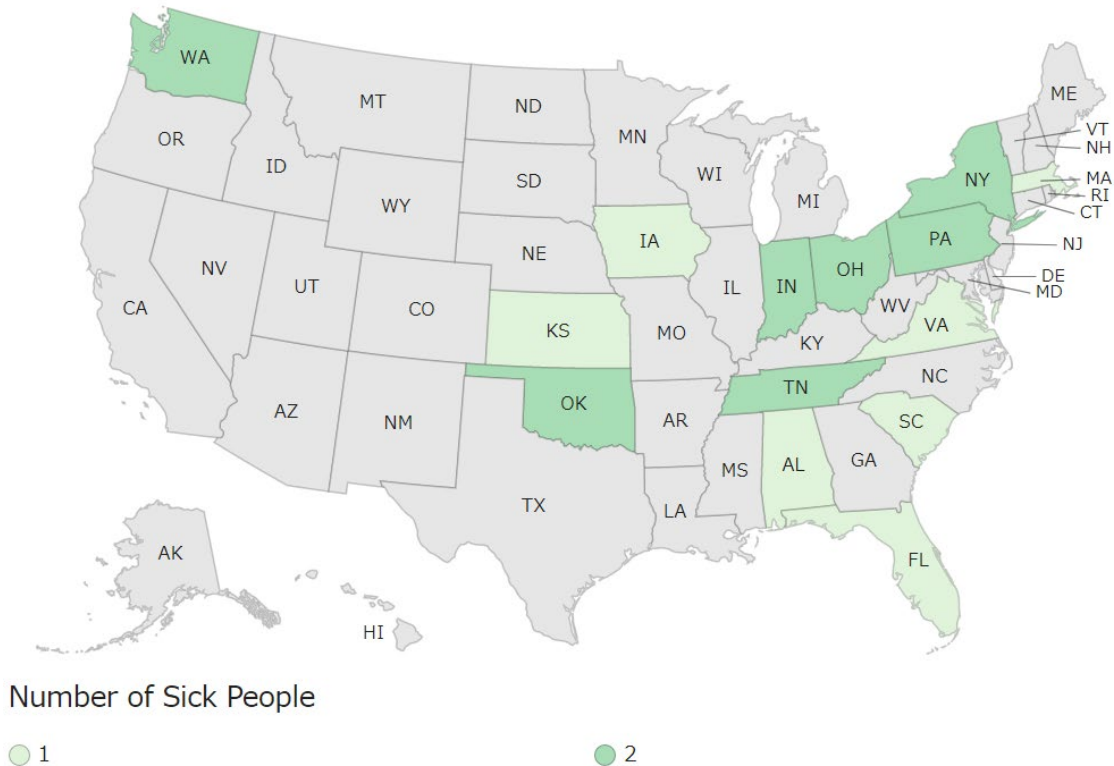 WA
MT
ND
MN
ME
VT
NH
OR
ID
SD
WI
MI
NY
MA
RI
CT
WY
IA
PA
NJ
NE
NV
UT
CO
IL
IN
OH
DE
MD
WV
VA
CA
KS
MO
KY
NC
AZ
NM
OK
AR
TN
SC
MS
AL
GA
TX
LA
AK
FL
HI
Number of Sick People
1
2